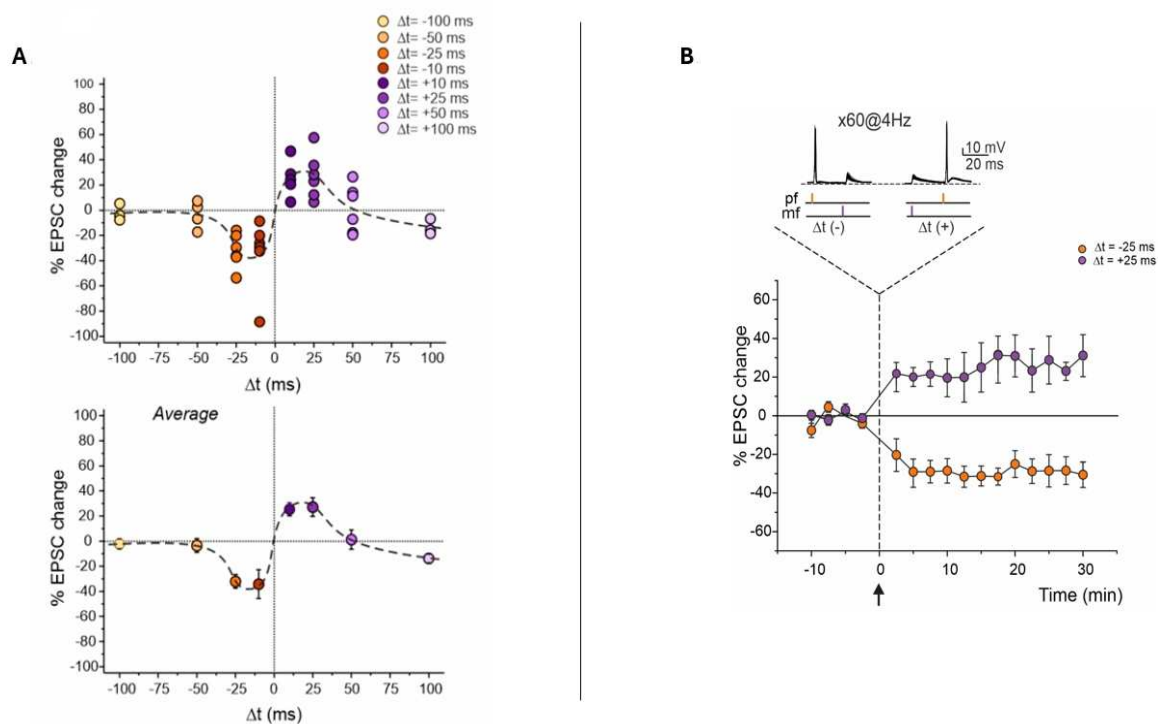 A
Δt= -100 ms
Δt= -50 ms
Δt= -25 ms
Δt= -10 ms
Δt= +10 ms
Δt= +25 ms
Δt= +50 ms
Δt= +100 ms
% EPSC change
100
80
60
40
20
0
-20
-40
-60
-80
-100
-100 -75 -50 -25 0 25 50 75 100
Δt (ms)
Average
% EPSC change
100
80
60
40
20
0
-20
-40
-60
-80
-100
-100 -75 -50 -25 0 25 50 75 100
Δt (ms)
B
x60@4Hz
10 mV
20 ms
pf
mf
Δt (-) Δt (+)
Δt = -25 ms
Δt = +25 ms
% EPSC change
60
40
20
0
-20
-40
-60
-10 0 10 20 30
Time (min)